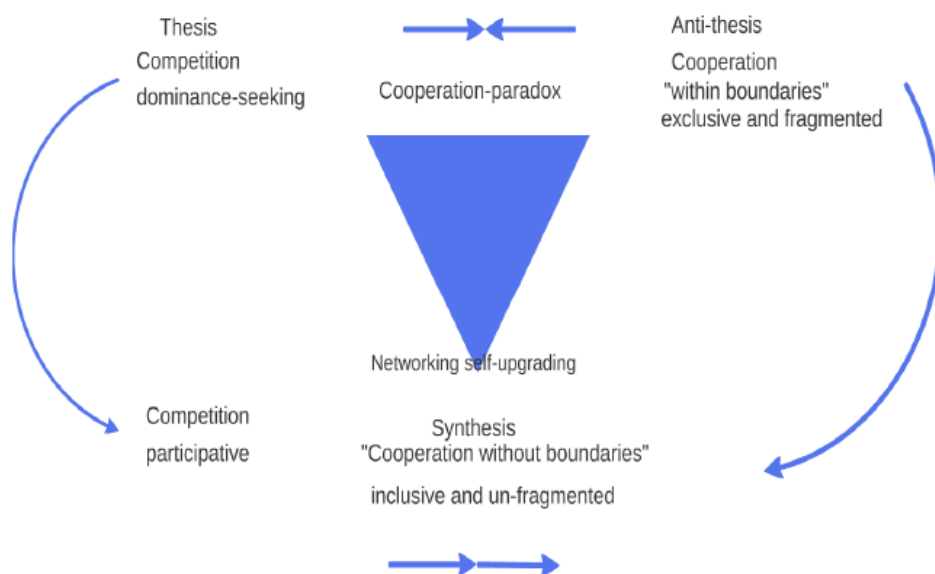 Thesis
Anti-thesis
Competition
Cooperation
dominance-seeking
Cooperation-paradox
"within boundaries"
exclusive and fragmented
Networking self-upgrading
Competition
participative
Synthesis
"Cooperation without boundaries"
inclusive and un-fragmented